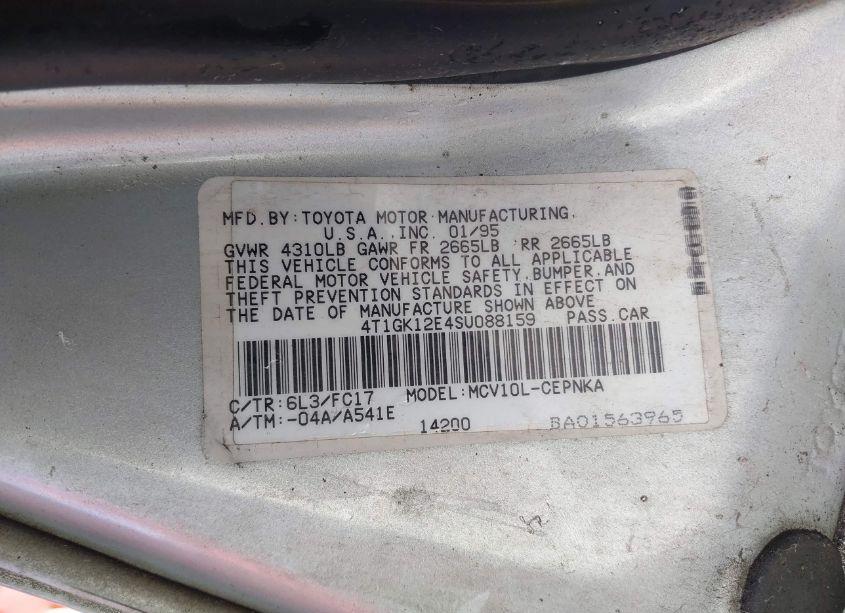 MFD.BY: TOYOTA MOTOR MANUFACTURING,
U.S.A.,INC. 01/95
GVWR 4310LB GAWR FR 2665LB RR 2665LB
THIS VEHICLE CONFORMS TO ALL APPLICABLE
FEDERAL MOTOR VEHICLE SAFETY,BUMPER,AND
THEFT PREVENTION STANDARDS IN EFFECT ON
THE DATE OF MANUFACTURE SHOWN ABOVE
4T1GK12E4SU088159 PASS.CAR
C/TR:6L3/FC17 MODEL:MCV10L-CEPNKA
A/TM:-04A/A541E 14200 BA01563965